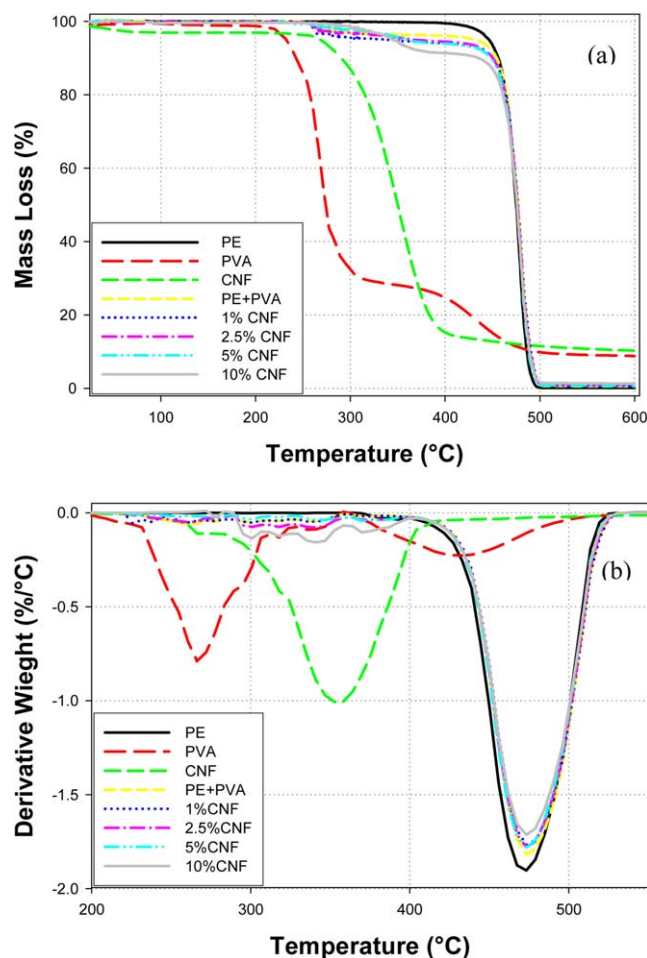 100
80
60
40
20
0
Mass Loss (%)
(a)
PE
PVA
CNF
PE+PVA
1% CNF
2.5% CNF
5% CNF
10% CNF
100 200 300 400 500 600
Temperature (°C)
0.0
-0.5
-1.0
-1.5
-2.0
Derivative Wieght (%/°C)
(b)
PE
PVA
CNF
PE+PVA
1%CNF
2.5%CNF
5%CNF
10%CNF
200 300 400 500
Temperature (°C)